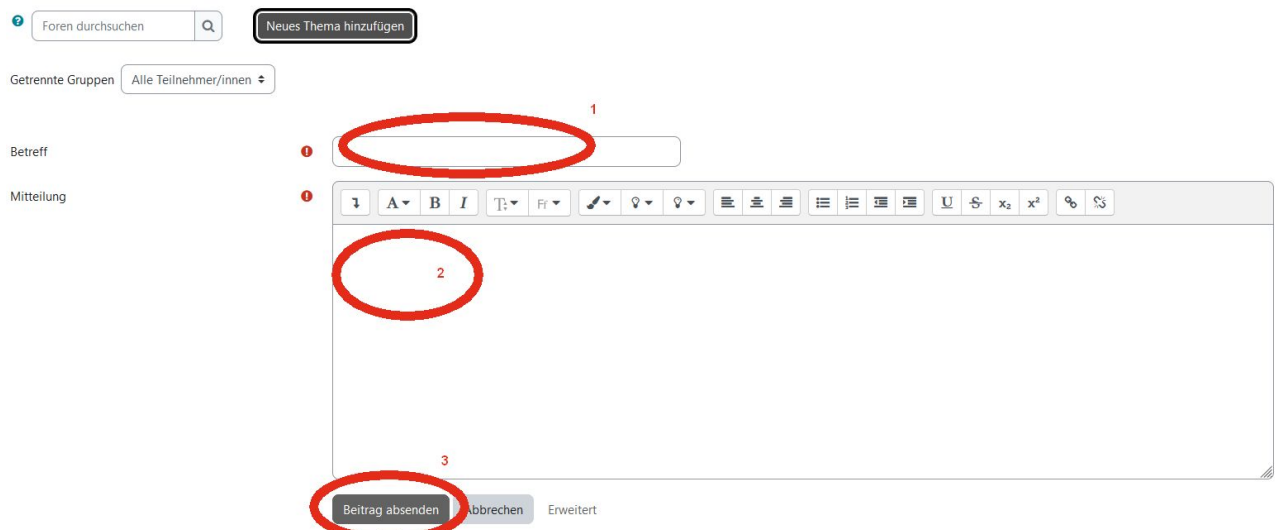 Foren durchsuchen Neues Thema hinzufügen
Getrennte Gruppen Alle Teilnehmer/innen
1
Betreff
Mitteilung
A B I T: Ff U S x₂ x²
2
3
Beitrag absenden Abbrechen Erweitert